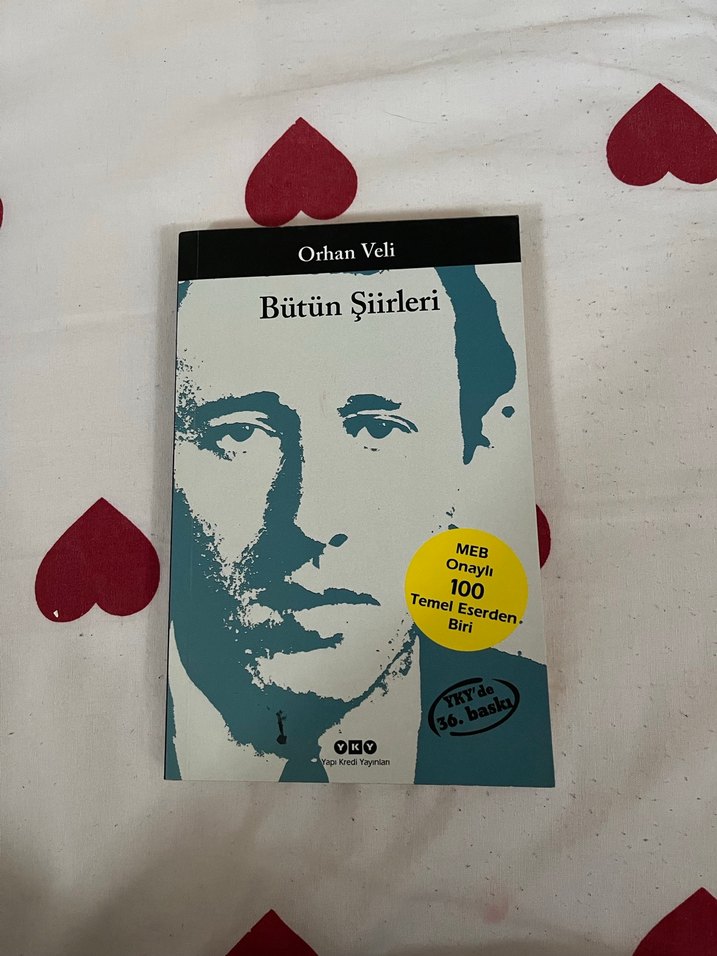 Orhan Veli
Bütün Şiirleri
MEB
Onaylı
100
Temel Eserden
Biri
YKY'de
36. baskı
YKY
Yapı Kredi Yayınları